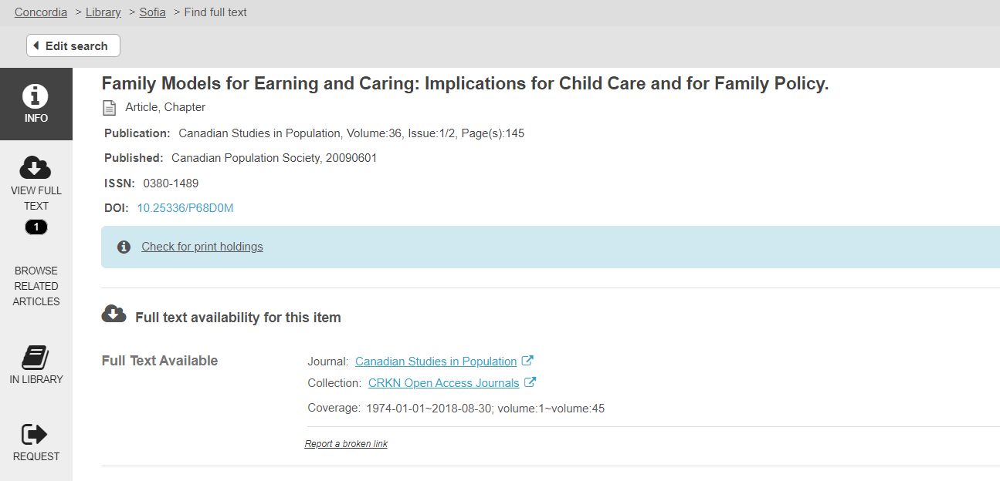 Concordia > Library > Sofia > Find full text
Edit search
INFO
VIEW FULL
TEXT
1
BROWSE
RELATED
ARTICLES
IN LIBRARY
REQUEST
Family Models for Earning and Caring: Implications for Child Care and for Family Policy.
Article, Chapter
Publication: Canadian Studies in Population, Volume:36, Issue:1/2, Page(s):145
Published: Canadian Population Society, 20090601
ISSN: 0380-1489
DOI: 10.25336/P68D0M
Check for print holdings
Full text availability for this item
Full Text Available
Journal: Canadian Studies in Population
Collection: CRKN Open Access Journals
Coverage: 1974-01-01~2018-08-30; volume:1~volume:45
Report a broken link